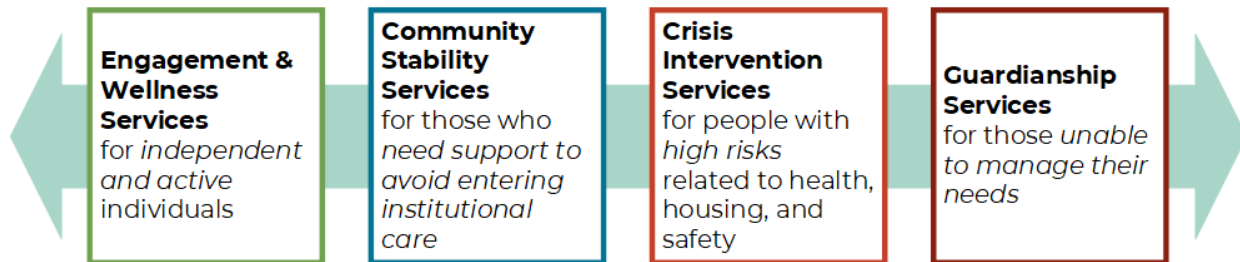 Engagement &
Wellness
Services
for independent
and active
individuals
Community
Stability
Services
for those who
need support to
avoid entering
institutional
care
Crisis
Intervention
Services
for people with
high risks
related to health,
housing, and
safety
Guardianship
Services
for those unable
to manage their
needs